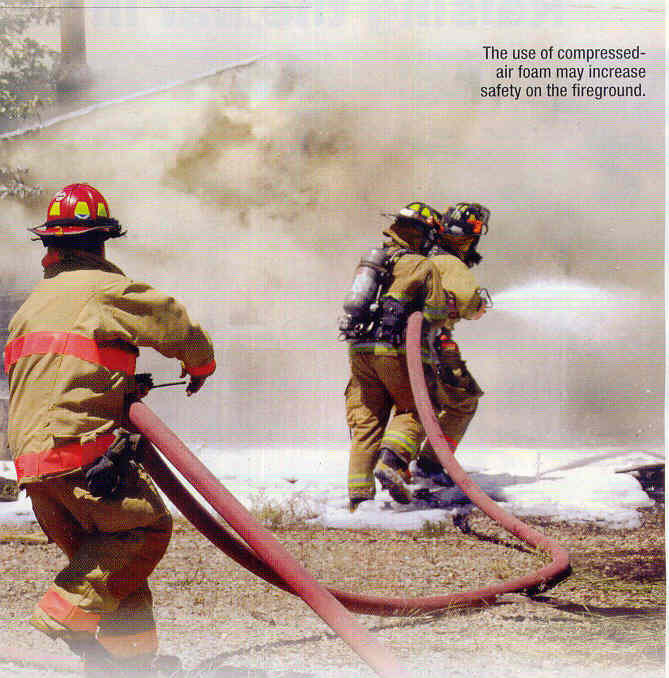 The use of compressed-
air foam may increase
safety on the fireground.